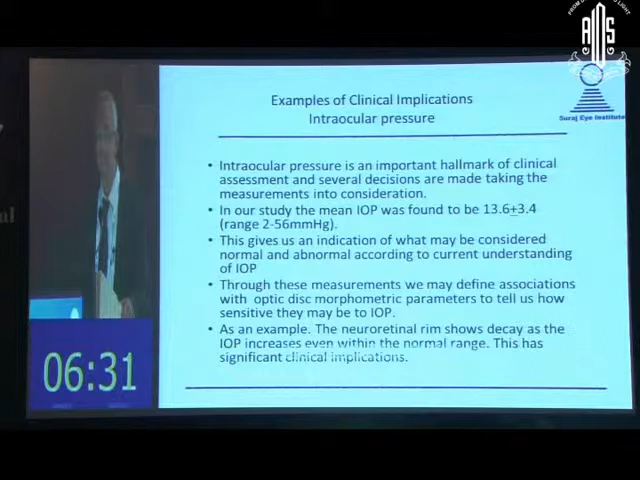 AIOS
Examples of Clinical Implications
Intraocular pressure
Suraj Eye Institute
• Intraocular pressure is an important hallmark of clinical
assessment and several decisions are made taking the
measurements into consideration.
• In our study the mean IOP was found to be 13.6±3.4
(range 2-56mmHg).
• This gives us an indication of what may be considered
normal and abnormal according to current understanding
of IOP
• Through these measurements we may define associations
with optic disc morphometric parameters to tell us how
sensitive they may be to IOP.
• As an example. The neuroretinal rim shows decay as the
IOP increases even within the normal range. This has
significant clinical implications.
06:31
al